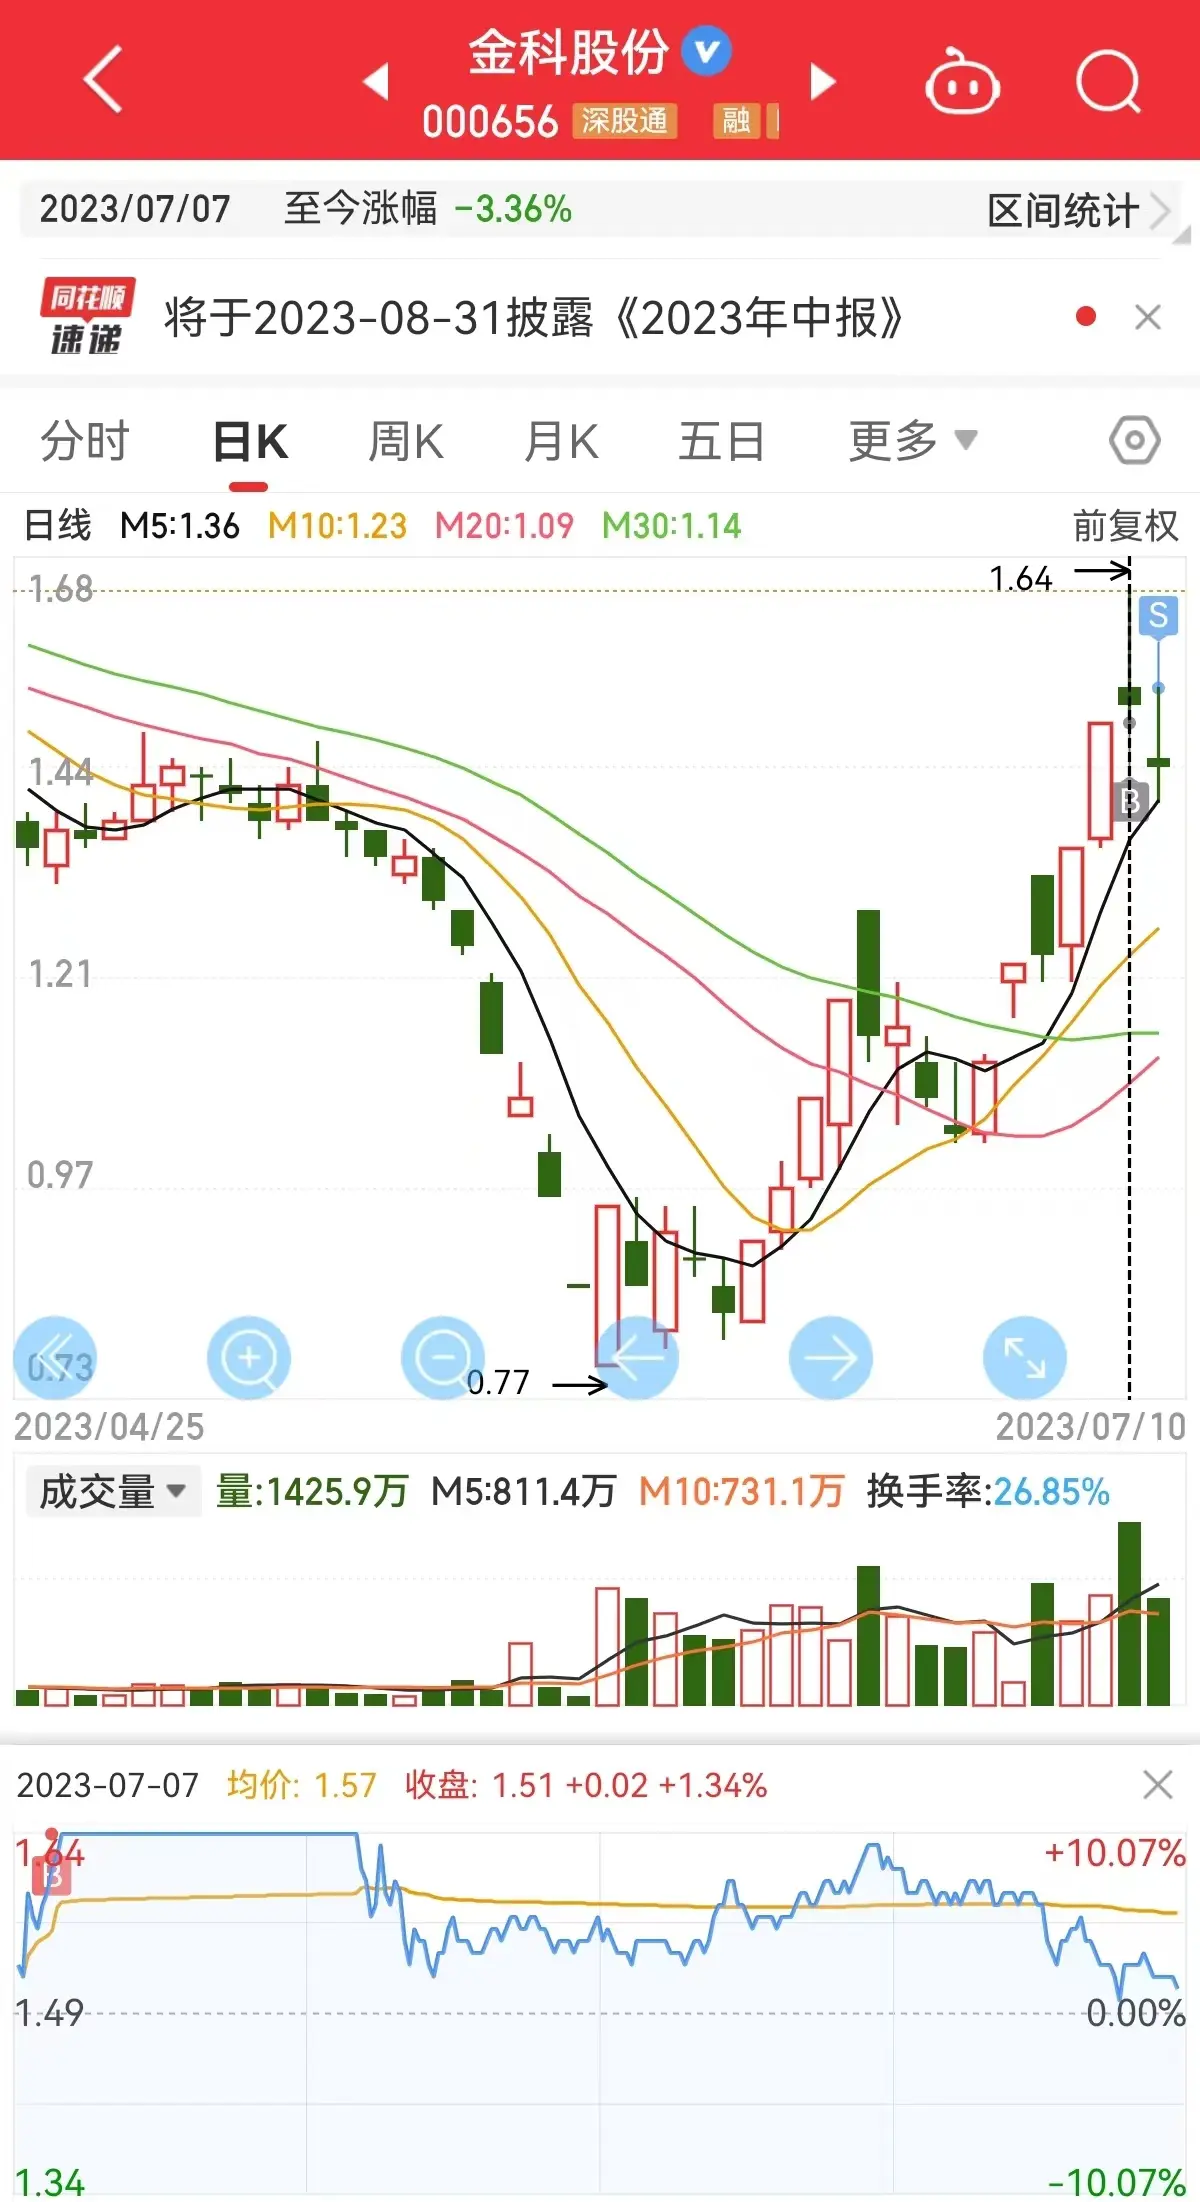 金科股份
000656 深股通 融
2023/07/07 至今涨幅 -3.36% 区间统计
同花顺
速递
将于2023-08-31披露《2023年中报》
分时 日K 周K 月K 五日 更多
日线 M5:1.36 M10:1.23 M20:1.09 M30:1.14 前复权
1.64
1.68
S
1.44
B
1.21
0.97
0.73
0.77
2023/04/25 2023/07/10
成交量 量:1425.9万 M5:811.4万 M10:731.1万 换手率:26.85%
2023-07-07 均价: 1.57 收盘: 1.51 +0.02 +1.34%
1.64 +10.07%
B
1.49 0.00%
1.34 -10.07%